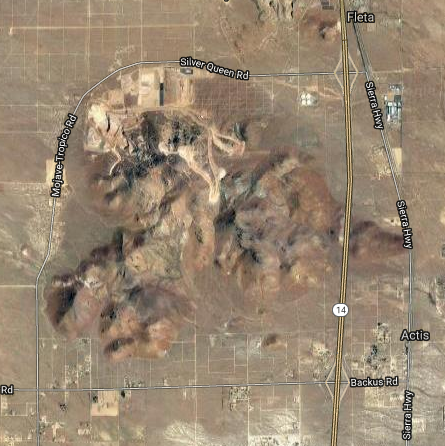 Fleta
Silver Queen Rd
Sierra Hwy
Mojave-Tropico Rd
Sierra Hwy
14
Actis
Backus Rd
Rd
Sierra Hwy